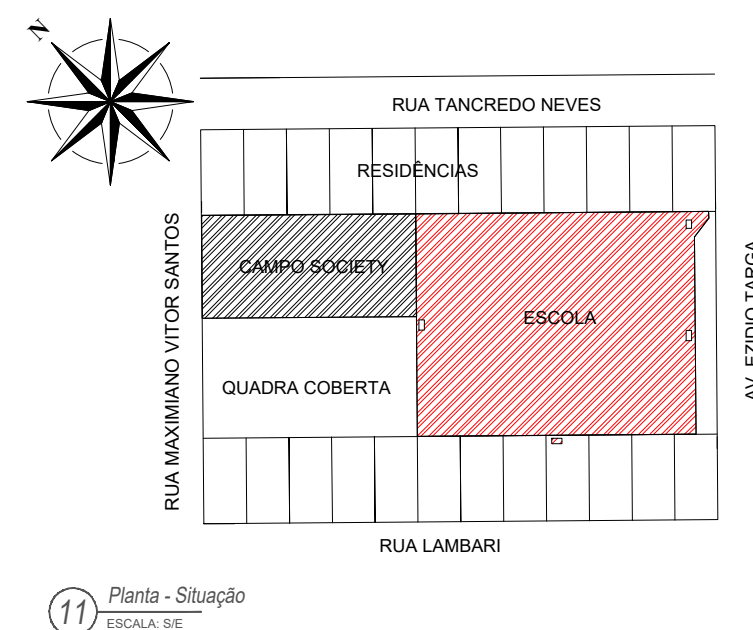 N
RUA TANCREDO NEVES
RESIDÊNCIAS
RUA MAXIMIANO VITOR SANTOS
CAMPO SOCIETY
ESCOLA
AV. EZIDIO TARGA
QUADRA COBERTA
RUA LAMBARI
11
Planta - Situação
ESCALA: S/E